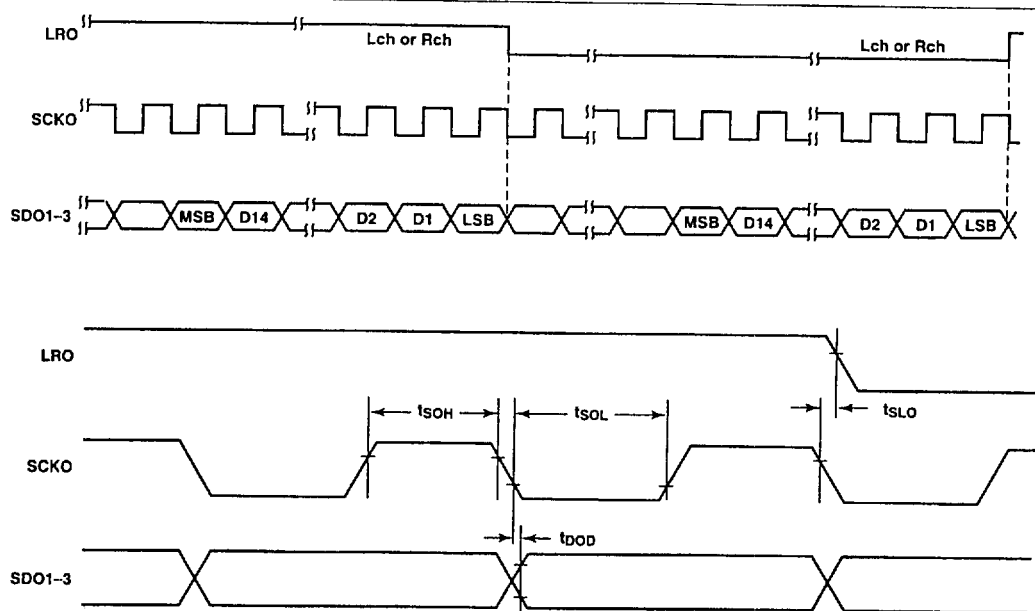 LRO
Lch or Rch
Lch or Rch
SCKO
SDO1–3
MSB
D14
D2
D1
LSB
MSB
D14
D2
D1
LSB
LRO
tSOH
tSOL
tSLO
SCKO
tDOD
SDO1–3